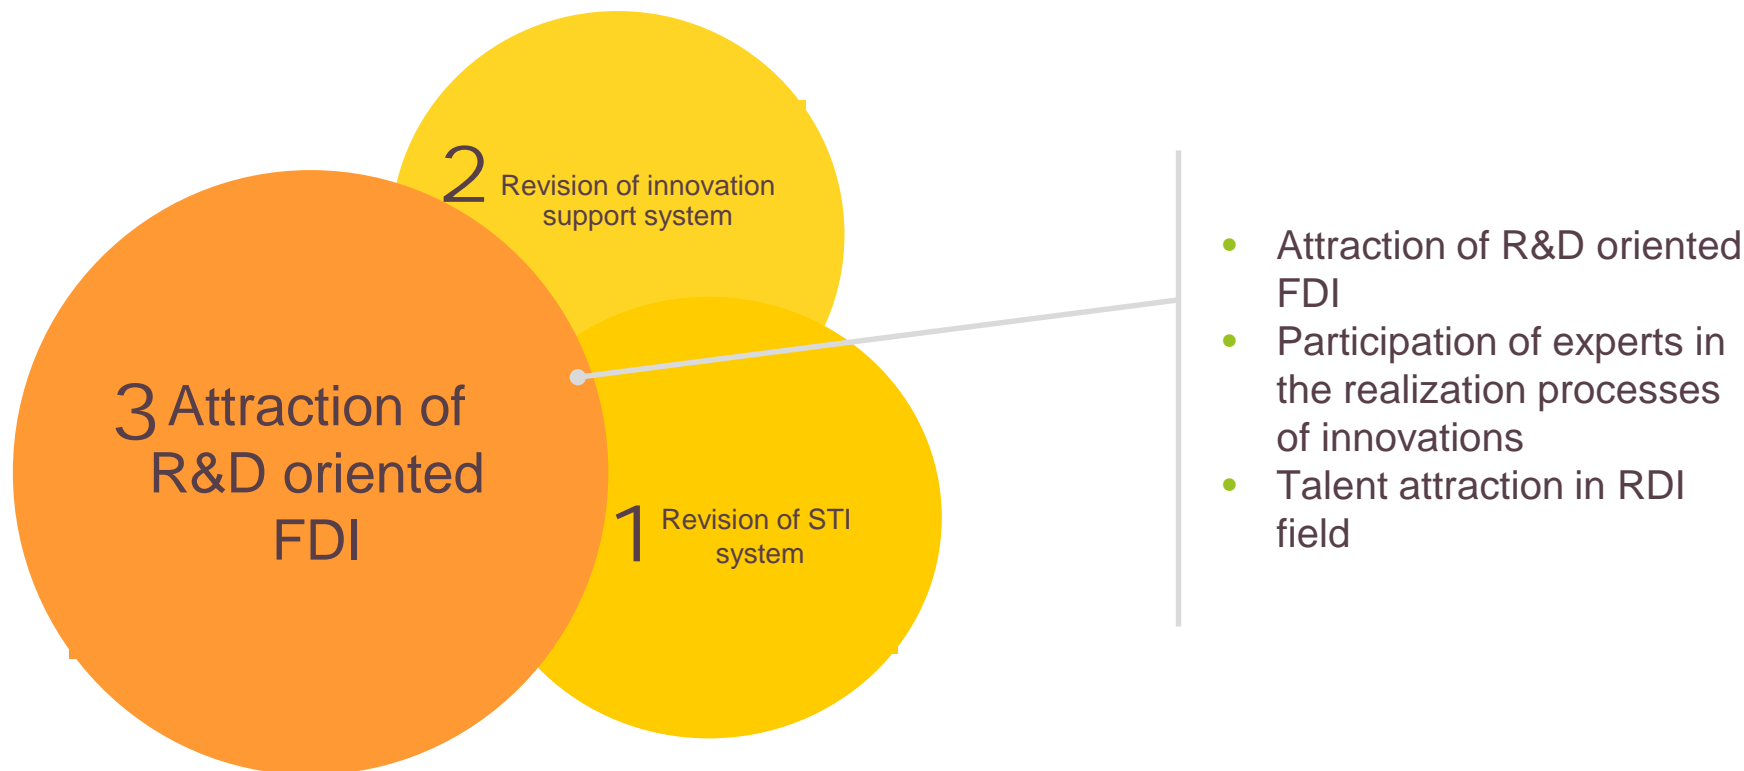 2 Revision of innovation
support system
3 Attraction of
R&D oriented
FDI
1 Revision of STI
system
• Attraction of R&D oriented
FDI
• Participation of experts in
the realization processes
of innovations
• Talent attraction in RDI
field